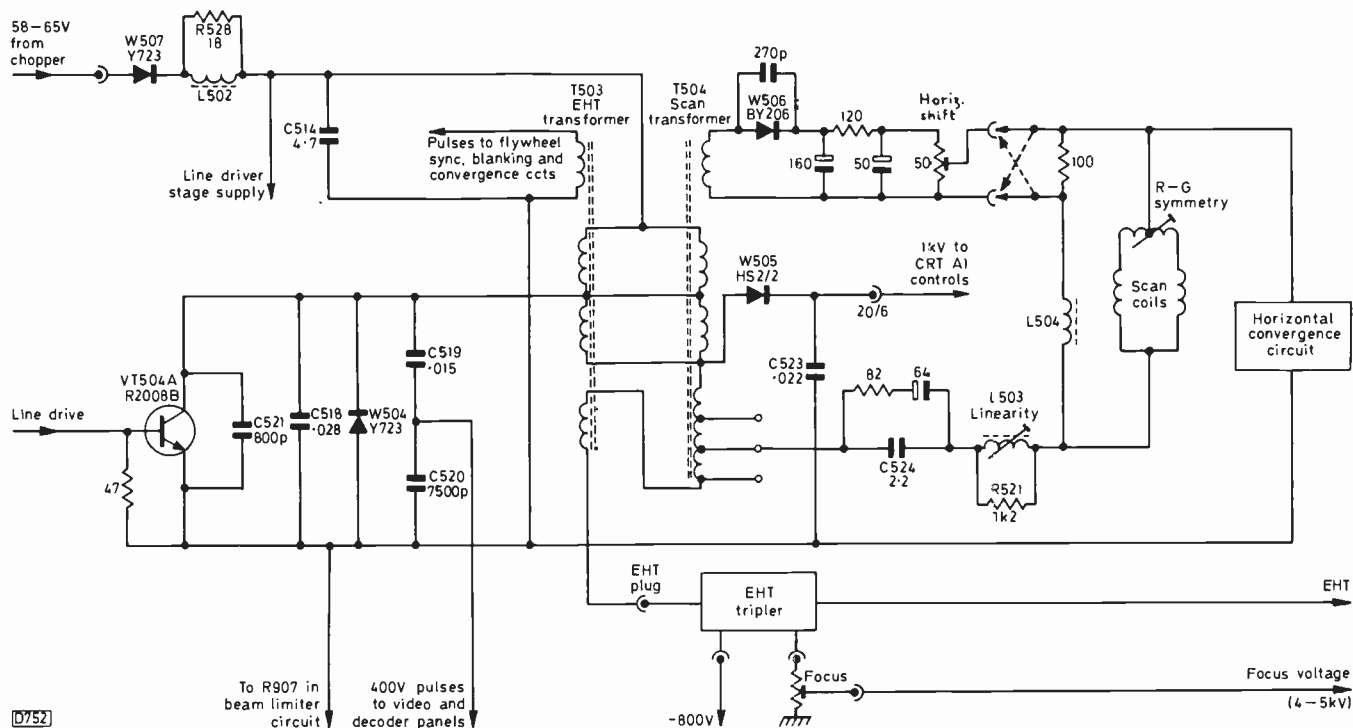 58–65V
from
chopper
W507
Y723
R528
18
L502
C514
4·7
Line driver
stage supply
Pulses to flywheel
sync, blanking and
convergence ccts
T503
EHT
transformer
T504
Scan
transformer
270p
W506
BY206
120
160
50
Horiz.
shift
50
100
R–G
symmetry
Scan
coils
L504
Horizontal
convergence
circuit
W505
HS2/2
1kV to
CRT A1
controls
20/6
C523
·022
82
64
C524
2·2
L503
Linearity
R521
1k2
Line drive
47
VT504A
R2008B
C521
800p
C518
·028
W504
Y723
C519
·015
C520
7500p
To R907 in
beam limiter
circuit
400V pulses
to video and
decoder panels
EHT
plug
EHT
tripler
EHT
–800V
Focus
Focus voltage
(4–5kV)
D752